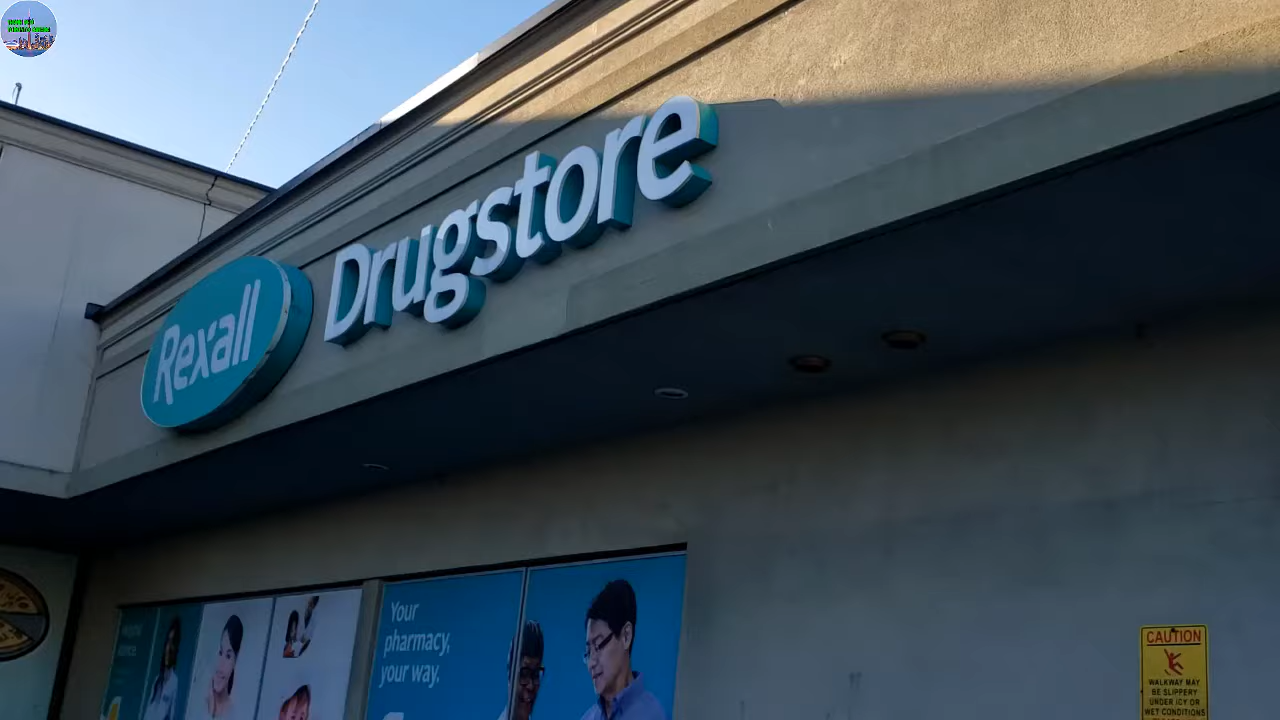 Rexall
Drugstore
Your
pharmacy,
your way.
CAUTION
WALKWAY MAY
BE SLIPPERY
UNDER ICY OR
WET CONDITIONS